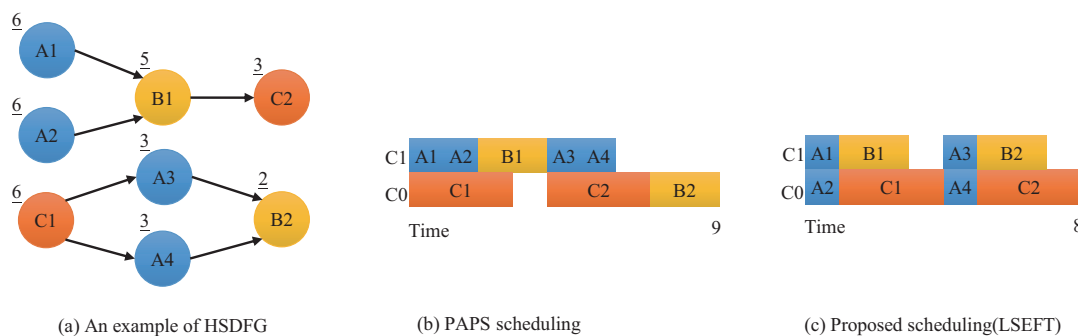 6
A1
6
A2
5
B1
3
C2
3
A3
6
C1
2
B2
3
A4
(a) An example of HSDFG
C1 A1 A2 B1 A3 A4
C0 C1 C2 B2
Time 9
(b) PAPS scheduling
C1 A1 B1 A3 B2
C0 A2 C1 A4 C2
Time 8
(c) Proposed scheduling(LSEFT)